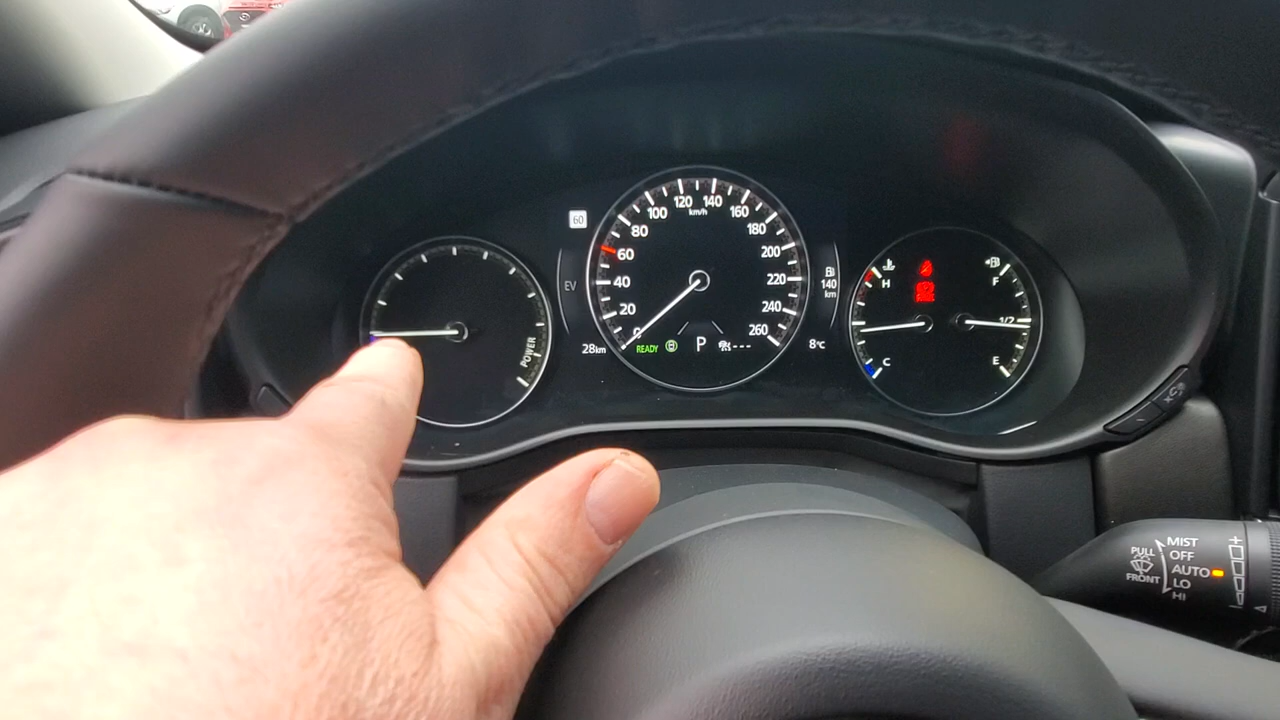 60
EV
POWER
28km
0
20
40
60
80
100
120
140
160
180
200
220
240
260
km/h
READY
P
---
140
km
8℃
H
C
F
1/2
E
PULL
FRONT
MIST
OFF
AUTO
LO
HI
+